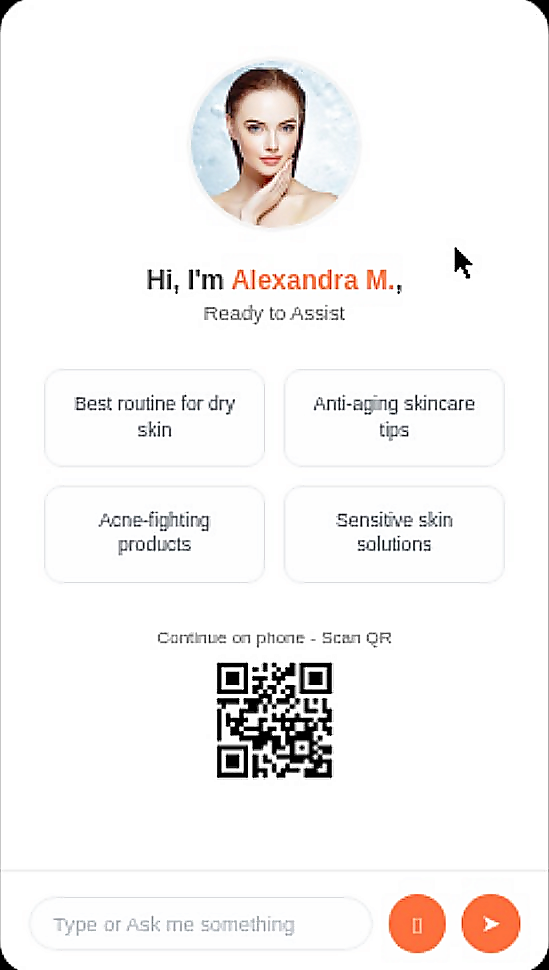 Hi, I'm Alexandra M.,
Ready to Assist
Best routine for dry
skin
Anti-aging skincare
tips
Acne-fighting
products
Sensitive skin
solutions
Continue on phone - Scan QR
Type or Ask me something